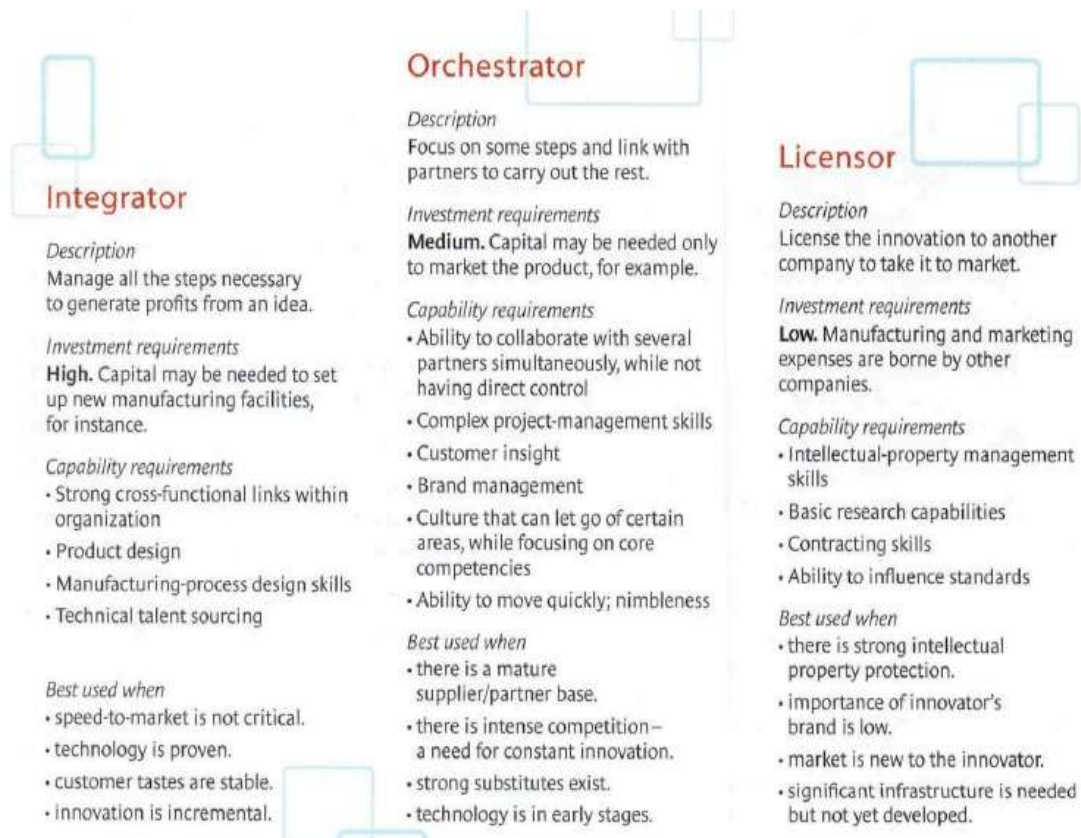 Integrator
Description
Manage all the steps necessary
to generate profits from an idea.
Investment requirements
High. Capital may be needed to set
up new manufacturing facilities,
for instance.
Capability requirements
• Strong cross-functional links within
organization
• Product design
• Manufacturing-process design skills
• Technical talent sourcing
Best used when
• speed-to-market is not critical.
• technology is proven.
• customer tastes are stable.
• innovation is incremental.
Orchestrator
Description
Focus on some steps and link with
partners to carry out the rest.
Investment requirements
Medium. Capital may be needed only
to market the product, for example.
Capability requirements
• Ability to collaborate with several
partners simultaneously, while not
having direct control
• Complex project-management skills
• Customer insight
• Brand management
• Culture that can let go of certain
areas, while focusing on core
competencies
• Ability to move quickly; nimbleness
Best used when
• there is a mature
supplier/partner base.
• there is intense competition–
a need for constant innovation.
• strong substitutes exist.
• technology is in early stages.
Licensor
Description
License the innovation to another
company to take it to market.
Investment requirements
Low. Manufacturing and marketing
expenses are borne by other
companies.
Capability requirements
• Intellectual-property management
skills
• Basic research capabilities
• Contracting skills
• Ability to influence standards
Best used when
• there is strong intellectual
property protection.
• importance of innovator's
brand is low.
• market is new to the innovator.
• significant infrastructure is needed
but not yet developed.